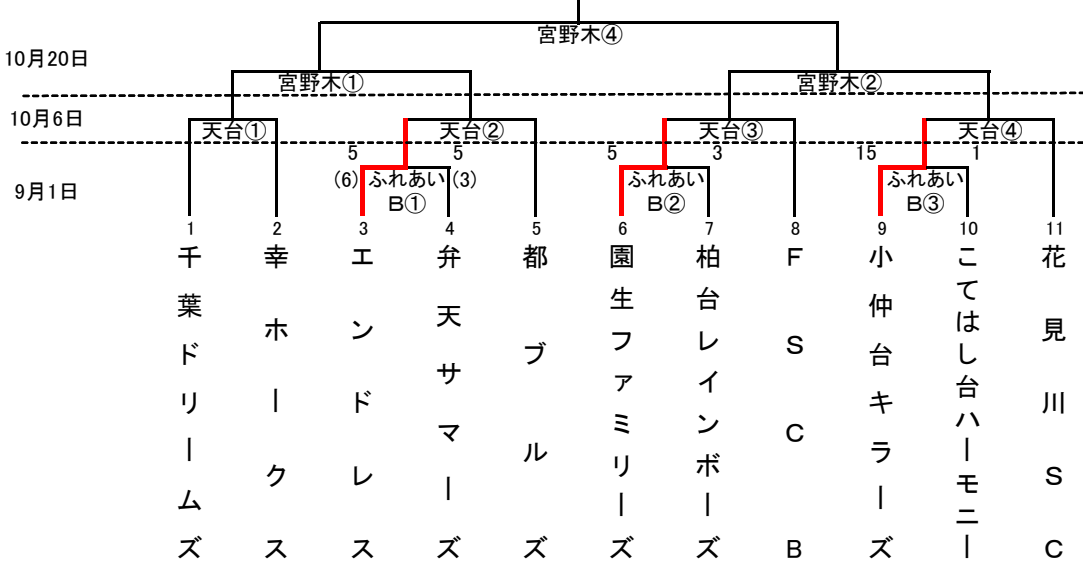 宮野木④
10月20日
宮野木① 宮野木②
10月6日
天台① 天台② 天台③ 天台④
5 5 5 3 15 1
(6) ふれあい (3) ふれあい ふれあい
9月1日
B① B② B③
1 2 3 4 5 6 7 8 9 10 11
千葉ドリームズ
幸ホークス
エンドレス
弁天サマーズ
都ブルズ
園生ファミリーズ
柏台レインボーズ
FSCB
小仲台キラーズ
こてはし台ハーモニー
花見川SC